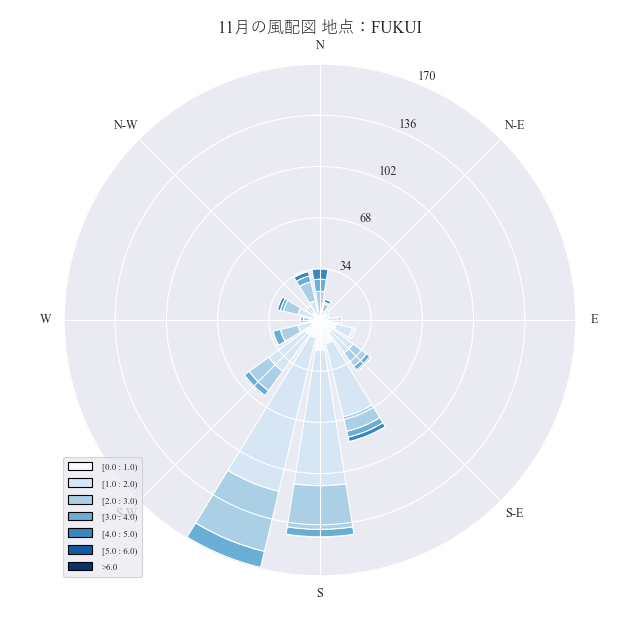 11月の風配図 地点：FUKUI
N
170
N-W
N-E
136
102
68
34
W
E
[0.0 : 1.0)
[1.0 : 2.0)
[2.0 : 3.0)
S-W
[3.0 : 4.0)
S-E
[4.0 : 5.0)
[5.0 : 6.0)
>6.0
S